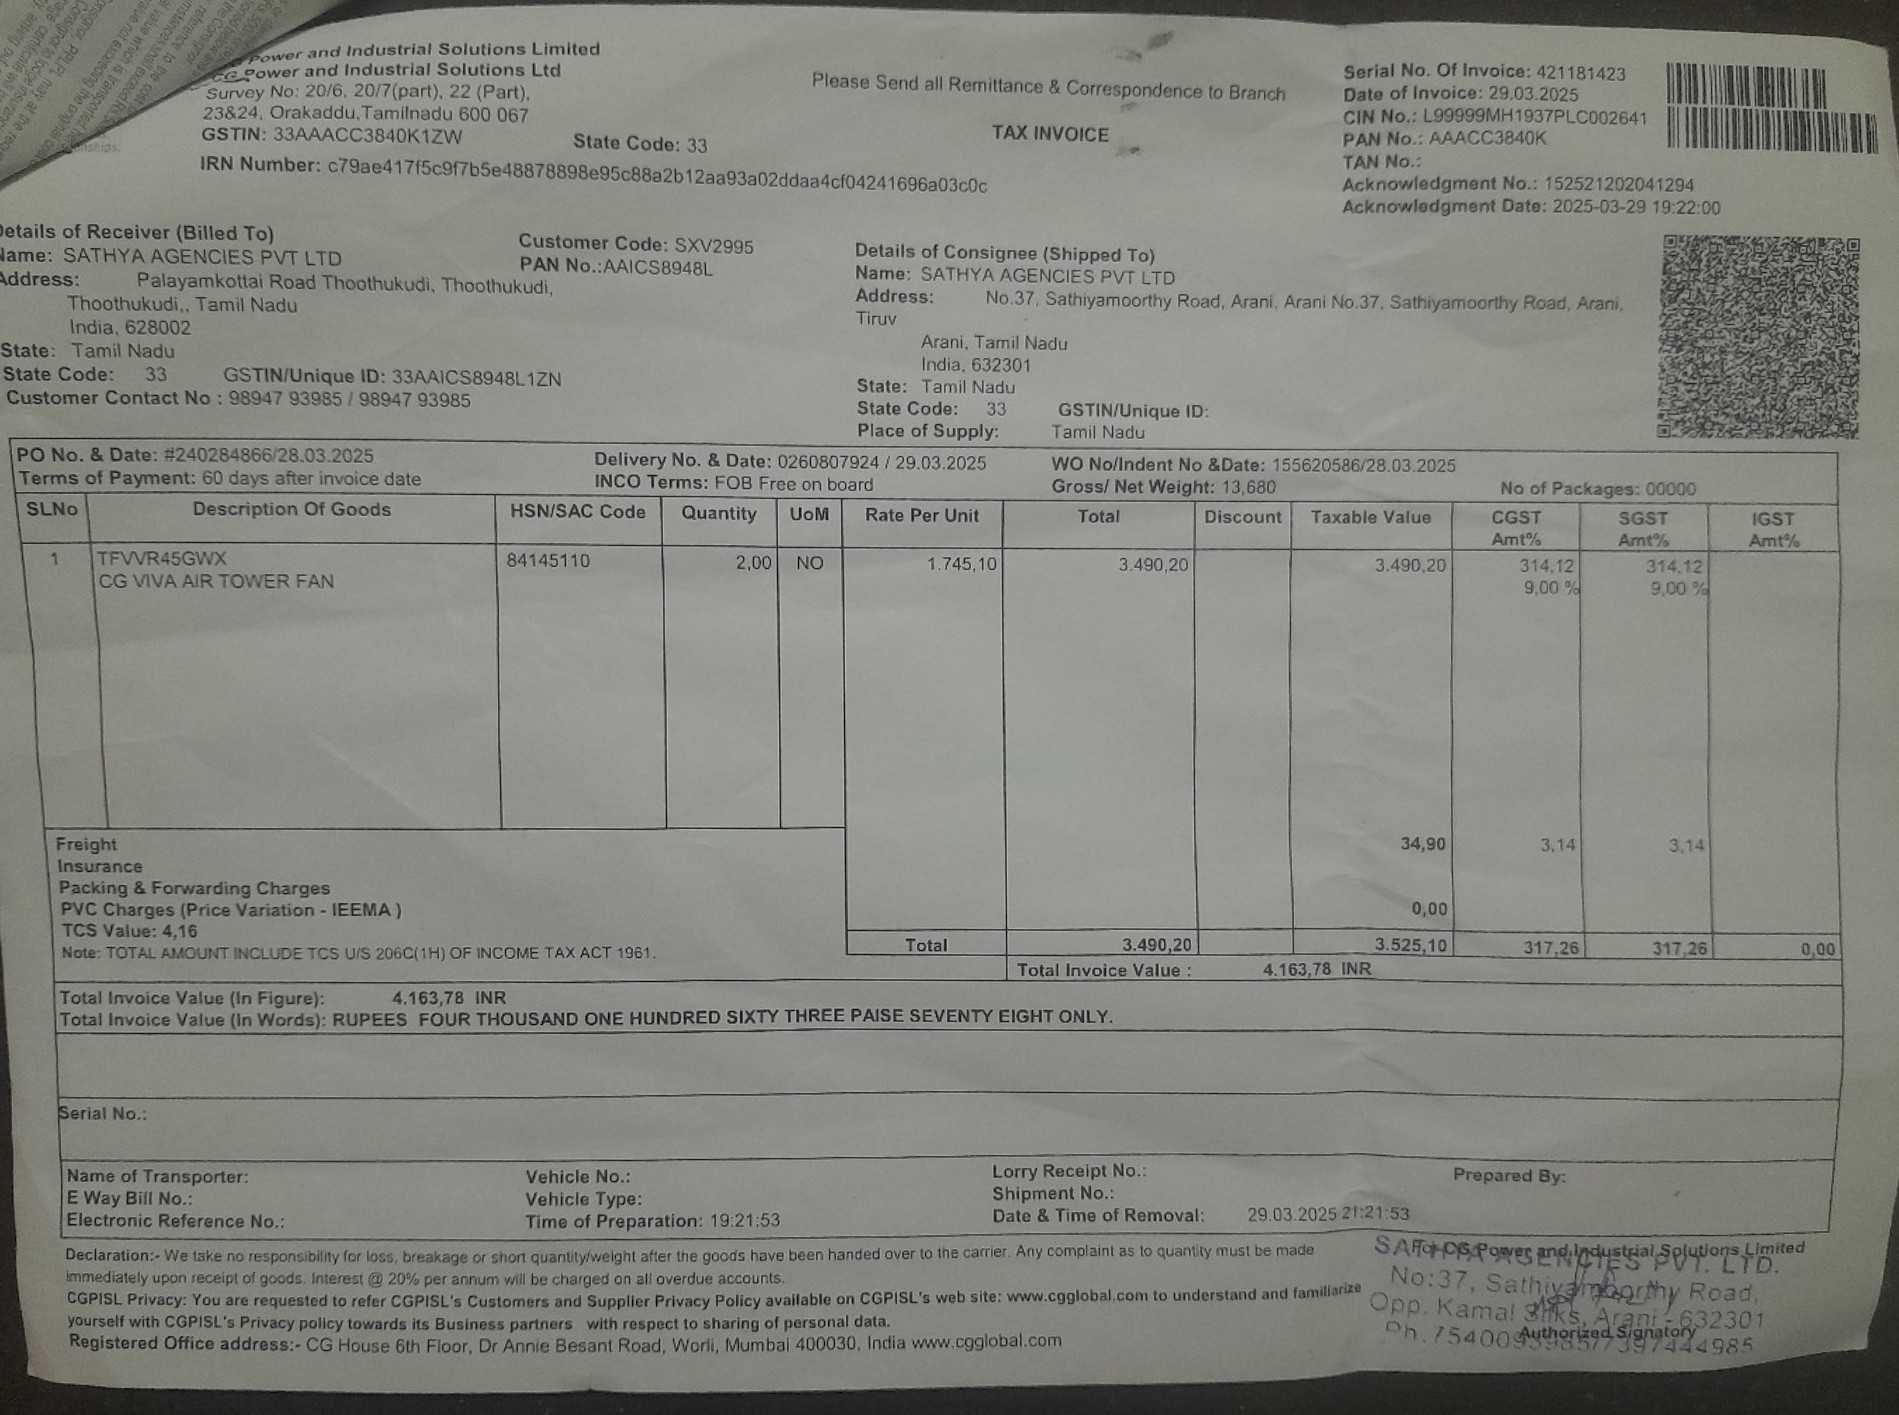 Power and Industrial Solutions Limited
CG Power and Industrial Solutions Ltd
Survey No: 20/6, 20/7(part), 22 (Part),
23&24, Orakaddu,Tamilnadu 600 067
GSTIN: 33AAACC3840K1ZW State Code: 33
IRN Number: c79ae417f5c9f7b5e48878898e95c88a2b12aa93a02ddaa4cf04241696a03c0c
Please Send all Remittance & Correspondence to Branch
TAX INVOICE
Serial No. Of Invoice: 421181423
Date of Invoice: 29.03.2025
CIN No.: L99999MH1937PLC002641
PAN No.: AAACC3840K
TAN No.:
Acknowledgment No.: 152521202041294
Acknowledgment Date: 2025-03-29 19:22:00
Details of Receiver (Billed To)
Name: SATHYA AGENCIES PVT LTD
Customer Code: SXV2995
PAN No.:AAICS8948L
Address: Palayamkottai Road Thoothukudi, Thoothukudi,
Thoothukudi,, Tamil Nadu
India, 628002
State: Tamil Nadu
State Code: 33 GSTIN/Unique ID: 33AAICS8948L1ZN
Customer Contact No : 98947 93985 / 98947 93985
Details of Consignee (Shipped To)
Name: SATHYA AGENCIES PVT LTD
Address: No.37, Sathiyamoorthy Road, Arani, Arani No.37, Sathiyamoorthy Road, Arani,
Tiruv
Arani, Tamil Nadu
India, 632301
State: Tamil Nadu
State Code: 33 GSTIN/Unique ID:
Place of Supply: Tamil Nadu
PO No. & Date: #240284866/28.03.2025 Delivery No. & Date: 0260807924 / 29.03.2025 WO No/Indent No &Date: 155620586/28.03.2025
Terms of Payment: 60 days after invoice date INCO Terms: FOB Free on board Gross/ Net Weight: 13,680 No of Packages: 00000
SLNo Description Of Goods HSN/SAC Code Quantity UoM Rate Per Unit Total Discount Taxable Value CGST Amt% SGST Amt% IGST Amt%
1 TFVVR45GWX 84145110 2,00 NO 1.745,10 3.490,20 3.490,20 314,12 314,12
CG VIVA AIR TOWER FAN 9,00 % 9,00 %
Freight 34,90 3,14 3,14
Insurance
Packing & Forwarding Charges
PVC Charges (Price Variation - IEEMA ) 0,00
TCS Value: 4,16
Note: TOTAL AMOUNT INCLUDE TCS U/S 206C(1H) OF INCOME TAX ACT 1961.
Total 3.490,20 3.525,10 317,26 317,26 0,00
Total Invoice Value : 4.163,78 INR
Total Invoice Value (In Figure): 4.163,78 INR
Total Invoice Value (In Words): RUPEES FOUR THOUSAND ONE HUNDRED SIXTY THREE PAISE SEVENTY EIGHT ONLY.
Serial No.:
Name of Transporter: Vehicle No.: Lorry Receipt No.: Prepared By:
E Way Bill No.: Vehicle Type: Shipment No.:
Electronic Reference No.: Time of Preparation: 19:21:53 Date & Time of Removal: 29.03.2025 21:21:53
Declaration:- We take no responsibility for loss, breakage or short quantity/weight after the goods have been handed over to the carrier. Any complaint as to quantity must be made
immediately upon receipt of goods. Interest @ 20% per annum will be charged on all overdue accounts.
CGPISL Privacy: You are requested to refer CGPISL's Customers and Supplier Privacy Policy available on CGPISL's web site: www.cgglobal.com to understand and familiarize
yourself with CGPISL's Privacy policy towards its Business partners with respect to sharing of personal data.
Registered Office address:- CG House 6th Floor, Dr Annie Besant Road, Worli, Mumbai 400030, India www.cgglobal.com
For CG Power and Industrial Solutions Limited
Authorized Signatory
SATHYA AGENCIES PVT. LTD.
No:37, Sathiyamoorthy Road,
Opp. Kamal Silks, Arani - 632301